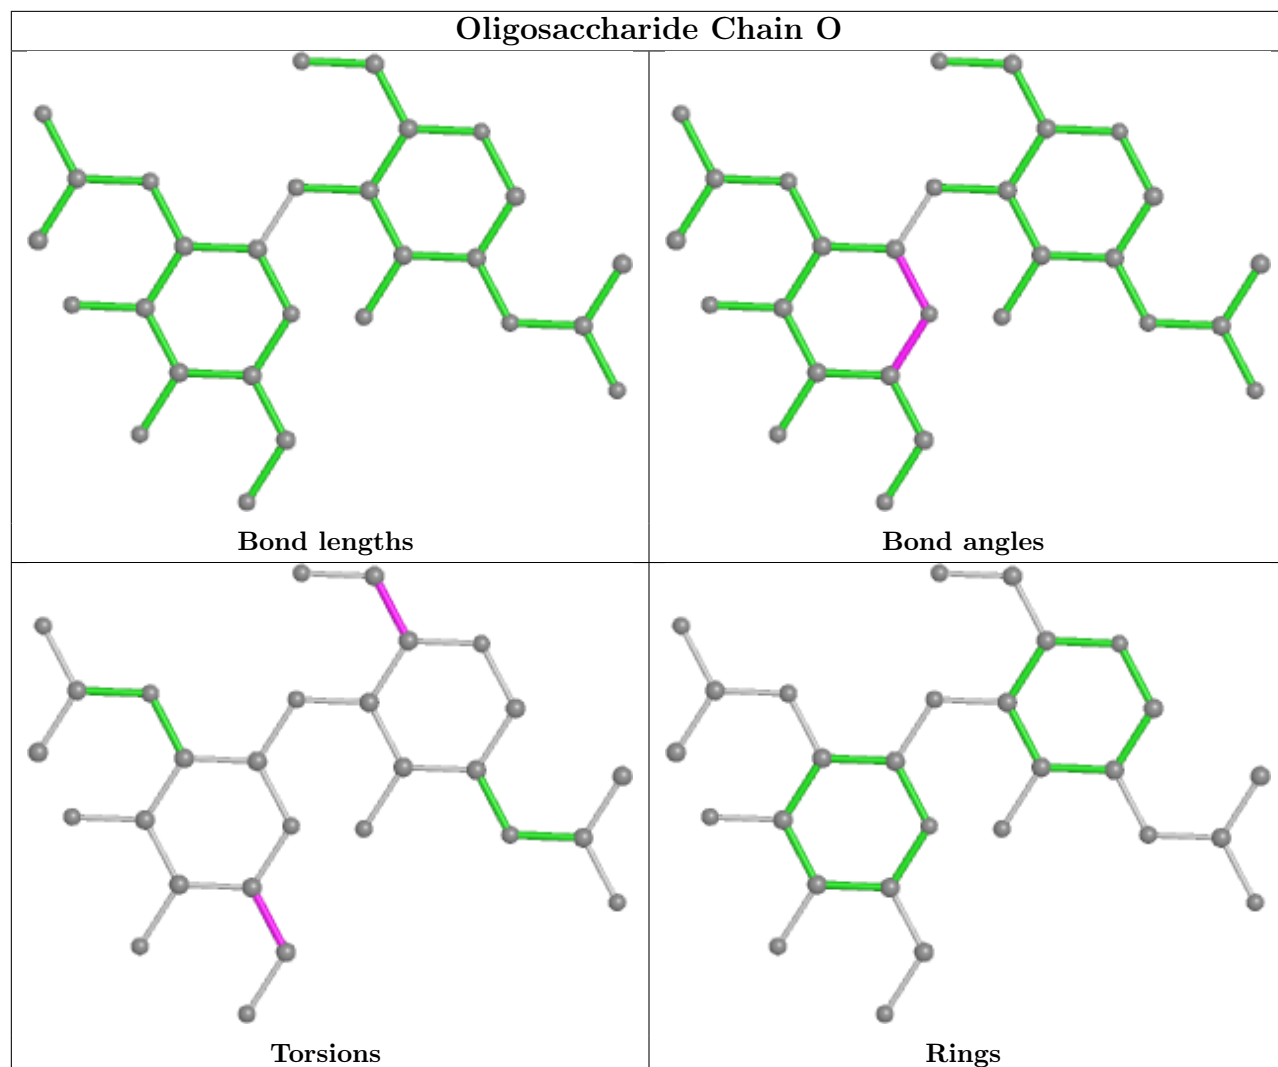 Oligosaccharide Chain O
Bond lengths
Bond angles
Torsions
Rings